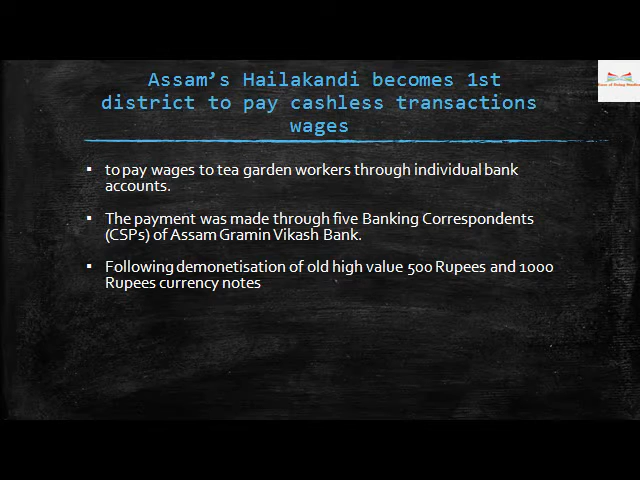 Assam's Hailakandi becomes 1st
district to pay cashless transactions
wages
▪ to pay wages to tea garden workers through individual bank
accounts.
▪ The payment was made through five Banking Correspondents
(CSPs) of Assam Gramin Vikash Bank.
▪ Following demonetisation of old high value 500 Rupees and 1000
Rupees currency notes